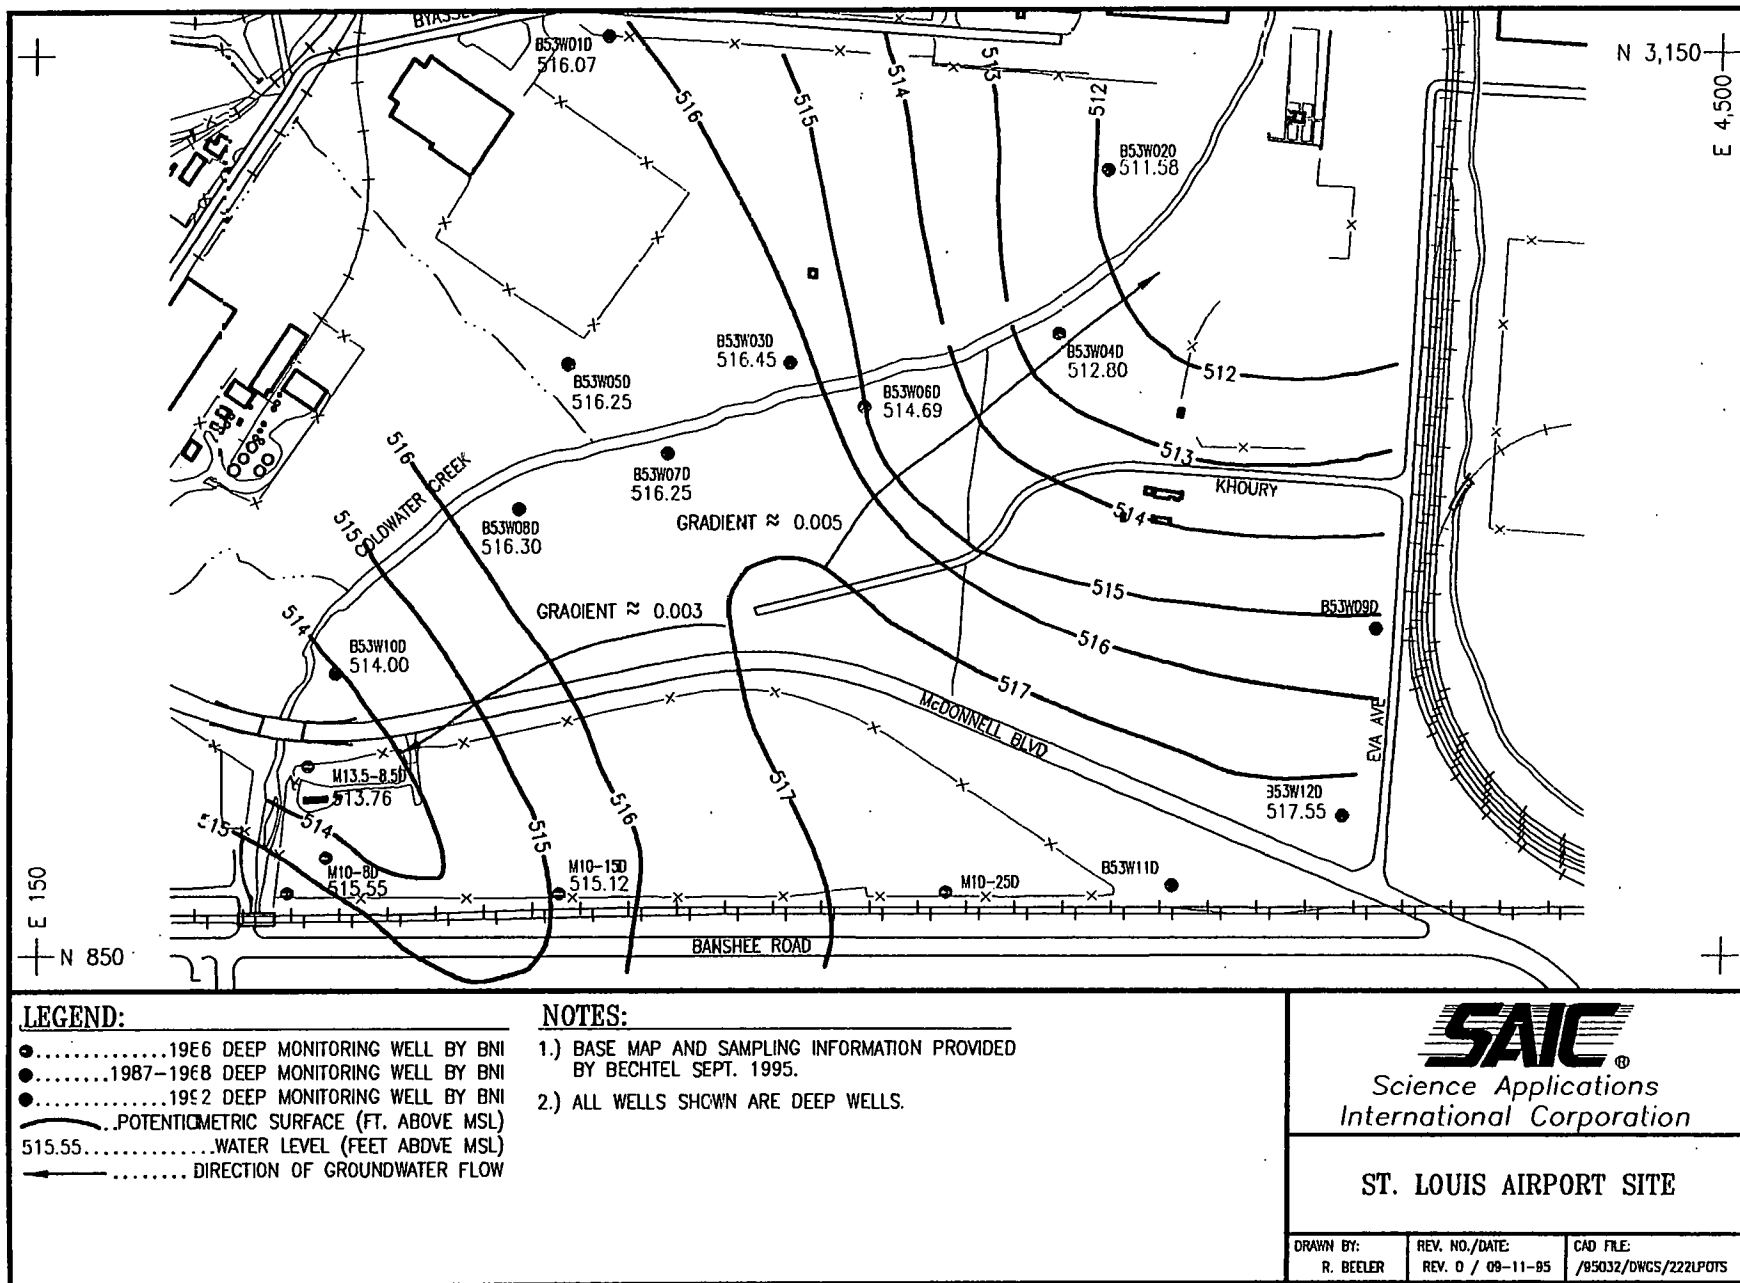 BYASSE
B53W01D
516.07
N 3,150
E 4,500
516
515
514
513
512
B53W02D
511.58
B53W03D
516.45
B53W04D
512.80
B53W05D
516.25
B53W06D
514.69
512
513
516
COLDWATER CREEK
B53W07D
516.25
KHOURY
515
B53W08D
516.30
GRADIENT ≈ 0.005
514
GRADIENT ≈ 0.003
515
B53W09D
514
B53W10D
514.00
516
517
McDONNELL BLVD
EVA AVE
M13.5-8.5D
513.76
517
B53W12D
517.55
515
514
515
516
M10-8D
515.55
M10-15D
515.12
M10-25D
B53W11D
E 150
N 850
BANSHEE ROAD
LEGEND:
..............1986 DEEP MONITORING WELL BY BNI
........1987-1988 DEEP MONITORING WELL BY BNI
..............1992 DEEP MONITORING WELL BY BNI
..POTENTIOMETRIC SURFACE (FT. ABOVE MSL)
515.55.............WATER LEVEL (FEET ABOVE MSL)
........ DIRECTION OF GROUNDWATER FLOW
NOTES:
1.) BASE MAP AND SAMPLING INFORMATION PROVIDED
BY BECHTEL SEPT. 1995.
2.) ALL WELLS SHOWN ARE DEEP WELLS.
SAIC ®
Science Applications
International Corporation
ST. LOUIS AIRPORT SITE
DRAWN BY:
R. BEELER
REV. NO./DATE:
REV. 0 / 09-11-95
CAD FILE:
/95032/DWGS/222LPOTS